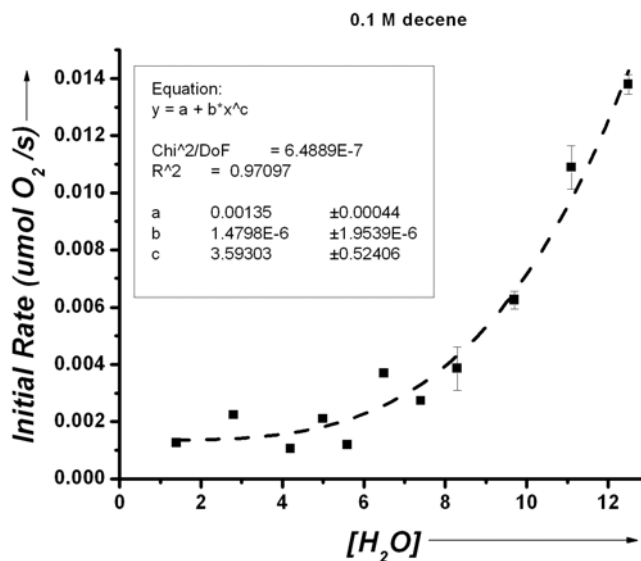 0.1 M decene
Initial Rate (umol O2 /s)
0.014
0.012
0.010
0.008
0.006
0.004
0.002
0.000
Equation:
y = a + b*x^c
Chi^2/DoF = 6.4889E-7
R^2 = 0.97097
a 0.00135 ±0.00044
b 1.4798E-6 ±1.9539E-6
c 3.59303 ±0.52406
0 2 4 6 8 10 12
[H2O]